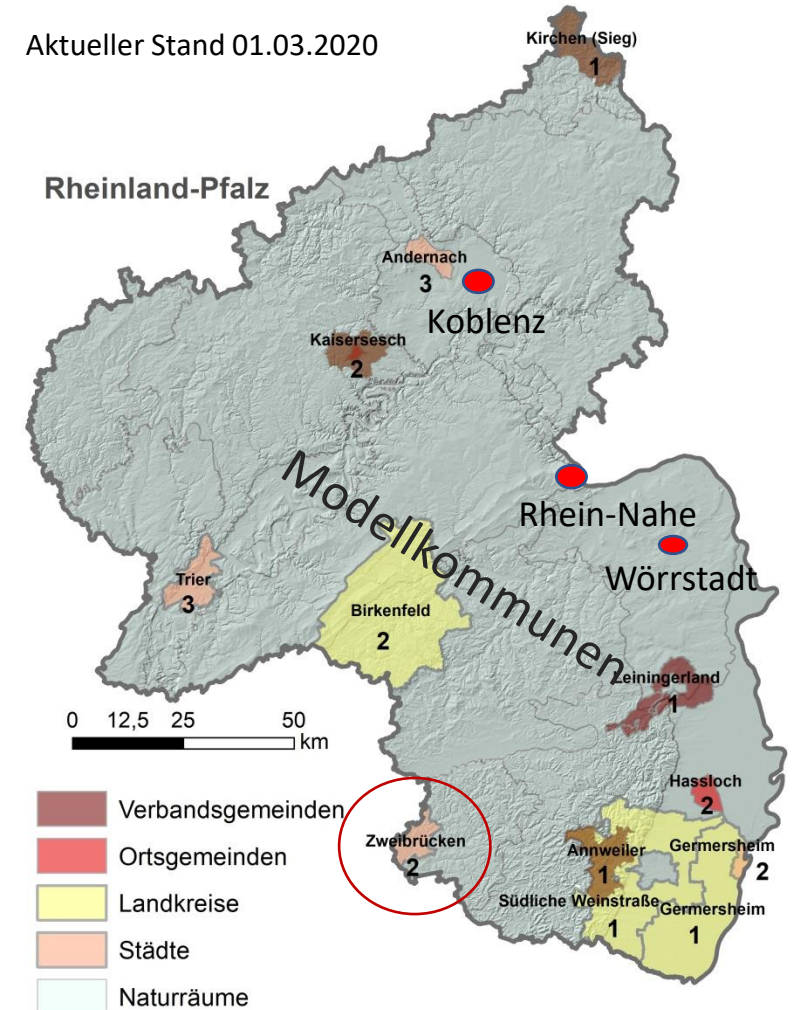 Aktueller Stand 01.03.2020
Kirchen (Sieg)
1
Rheinland-Pfalz
Andernach
3
Koblenz
Kaisersesch
2
Modellkommunen
Rhein-Nahe
Wörrstadt
Trier
3
Birkenfeld
2
Leiningerland
1
0 12,5 25 50
km
Hassloch
2
Verbandsgemeinden
Ortsgemeinden
Landkreise
Städte
Naturräume
Zweibrücken
2
Annweiler
1
Germersheim
2
Südliche Weinstraße
1
Germersheim
1